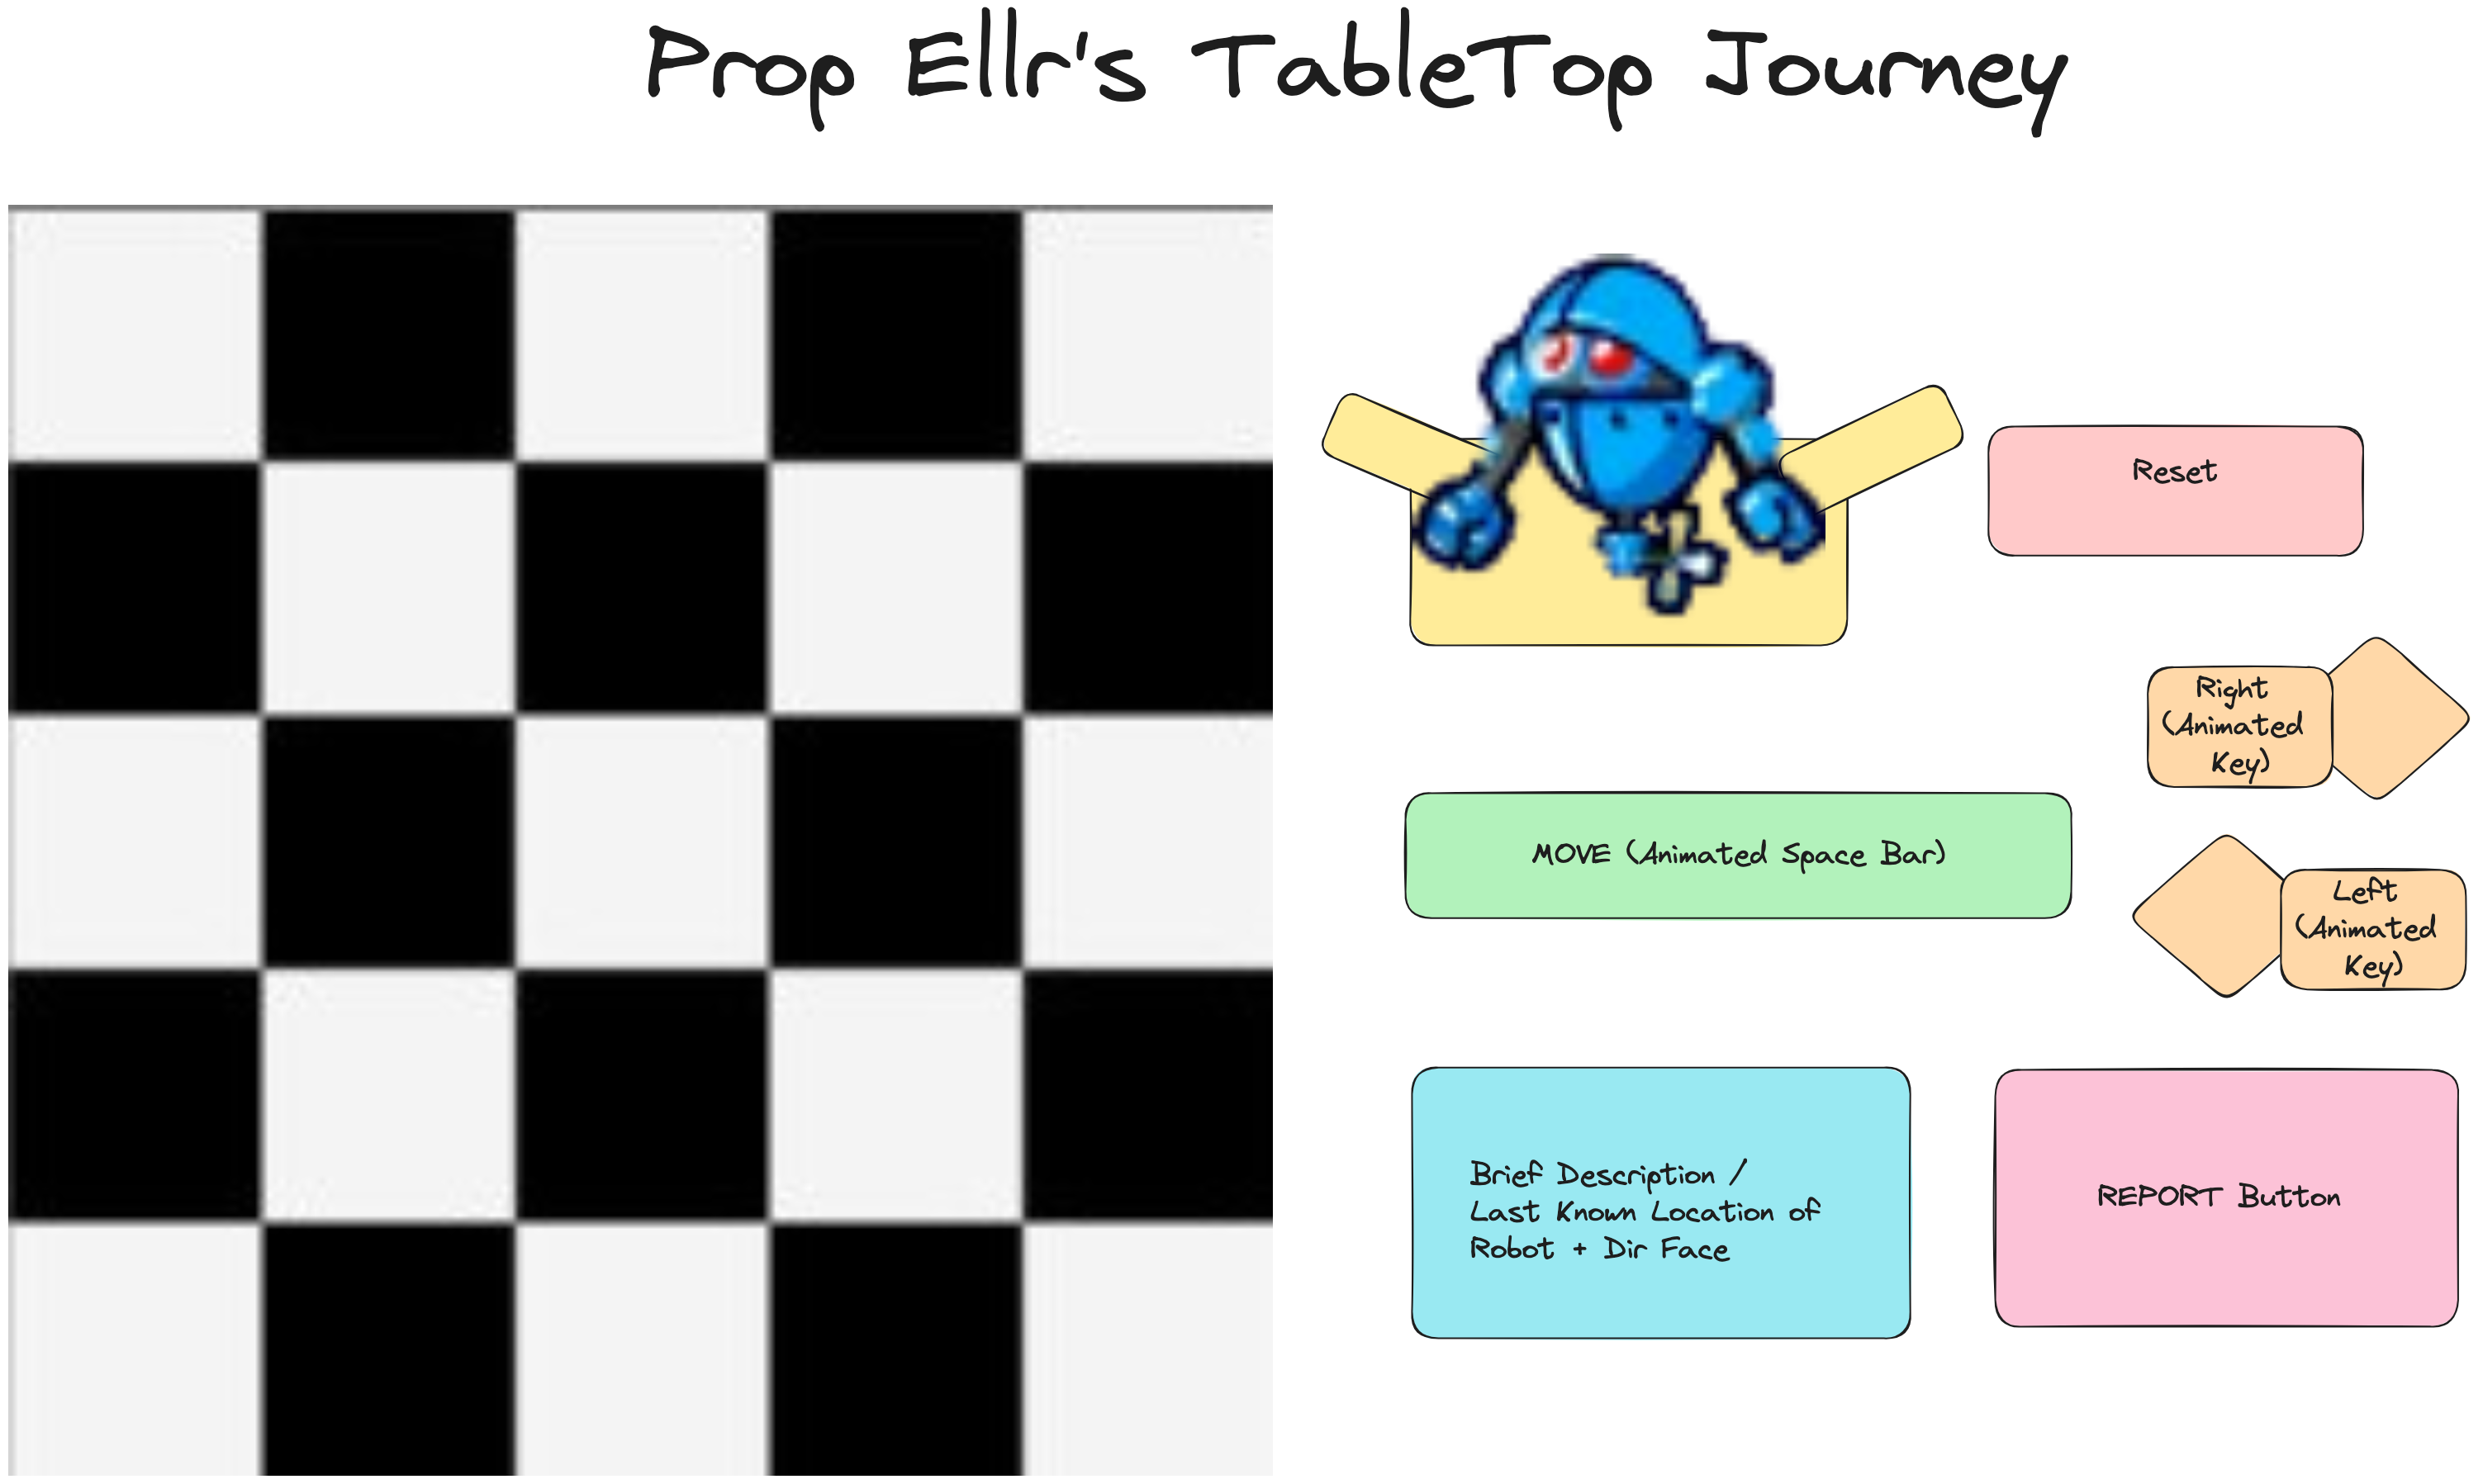 Prop Ellr's TableTop Journey
Reset
Right
(Animated
Key)
MOVE (Animated Space Bar)
Left
(Animated
Key)
Brief Description /
Last Known Location of
Robot + Dir Face
REPORT Button